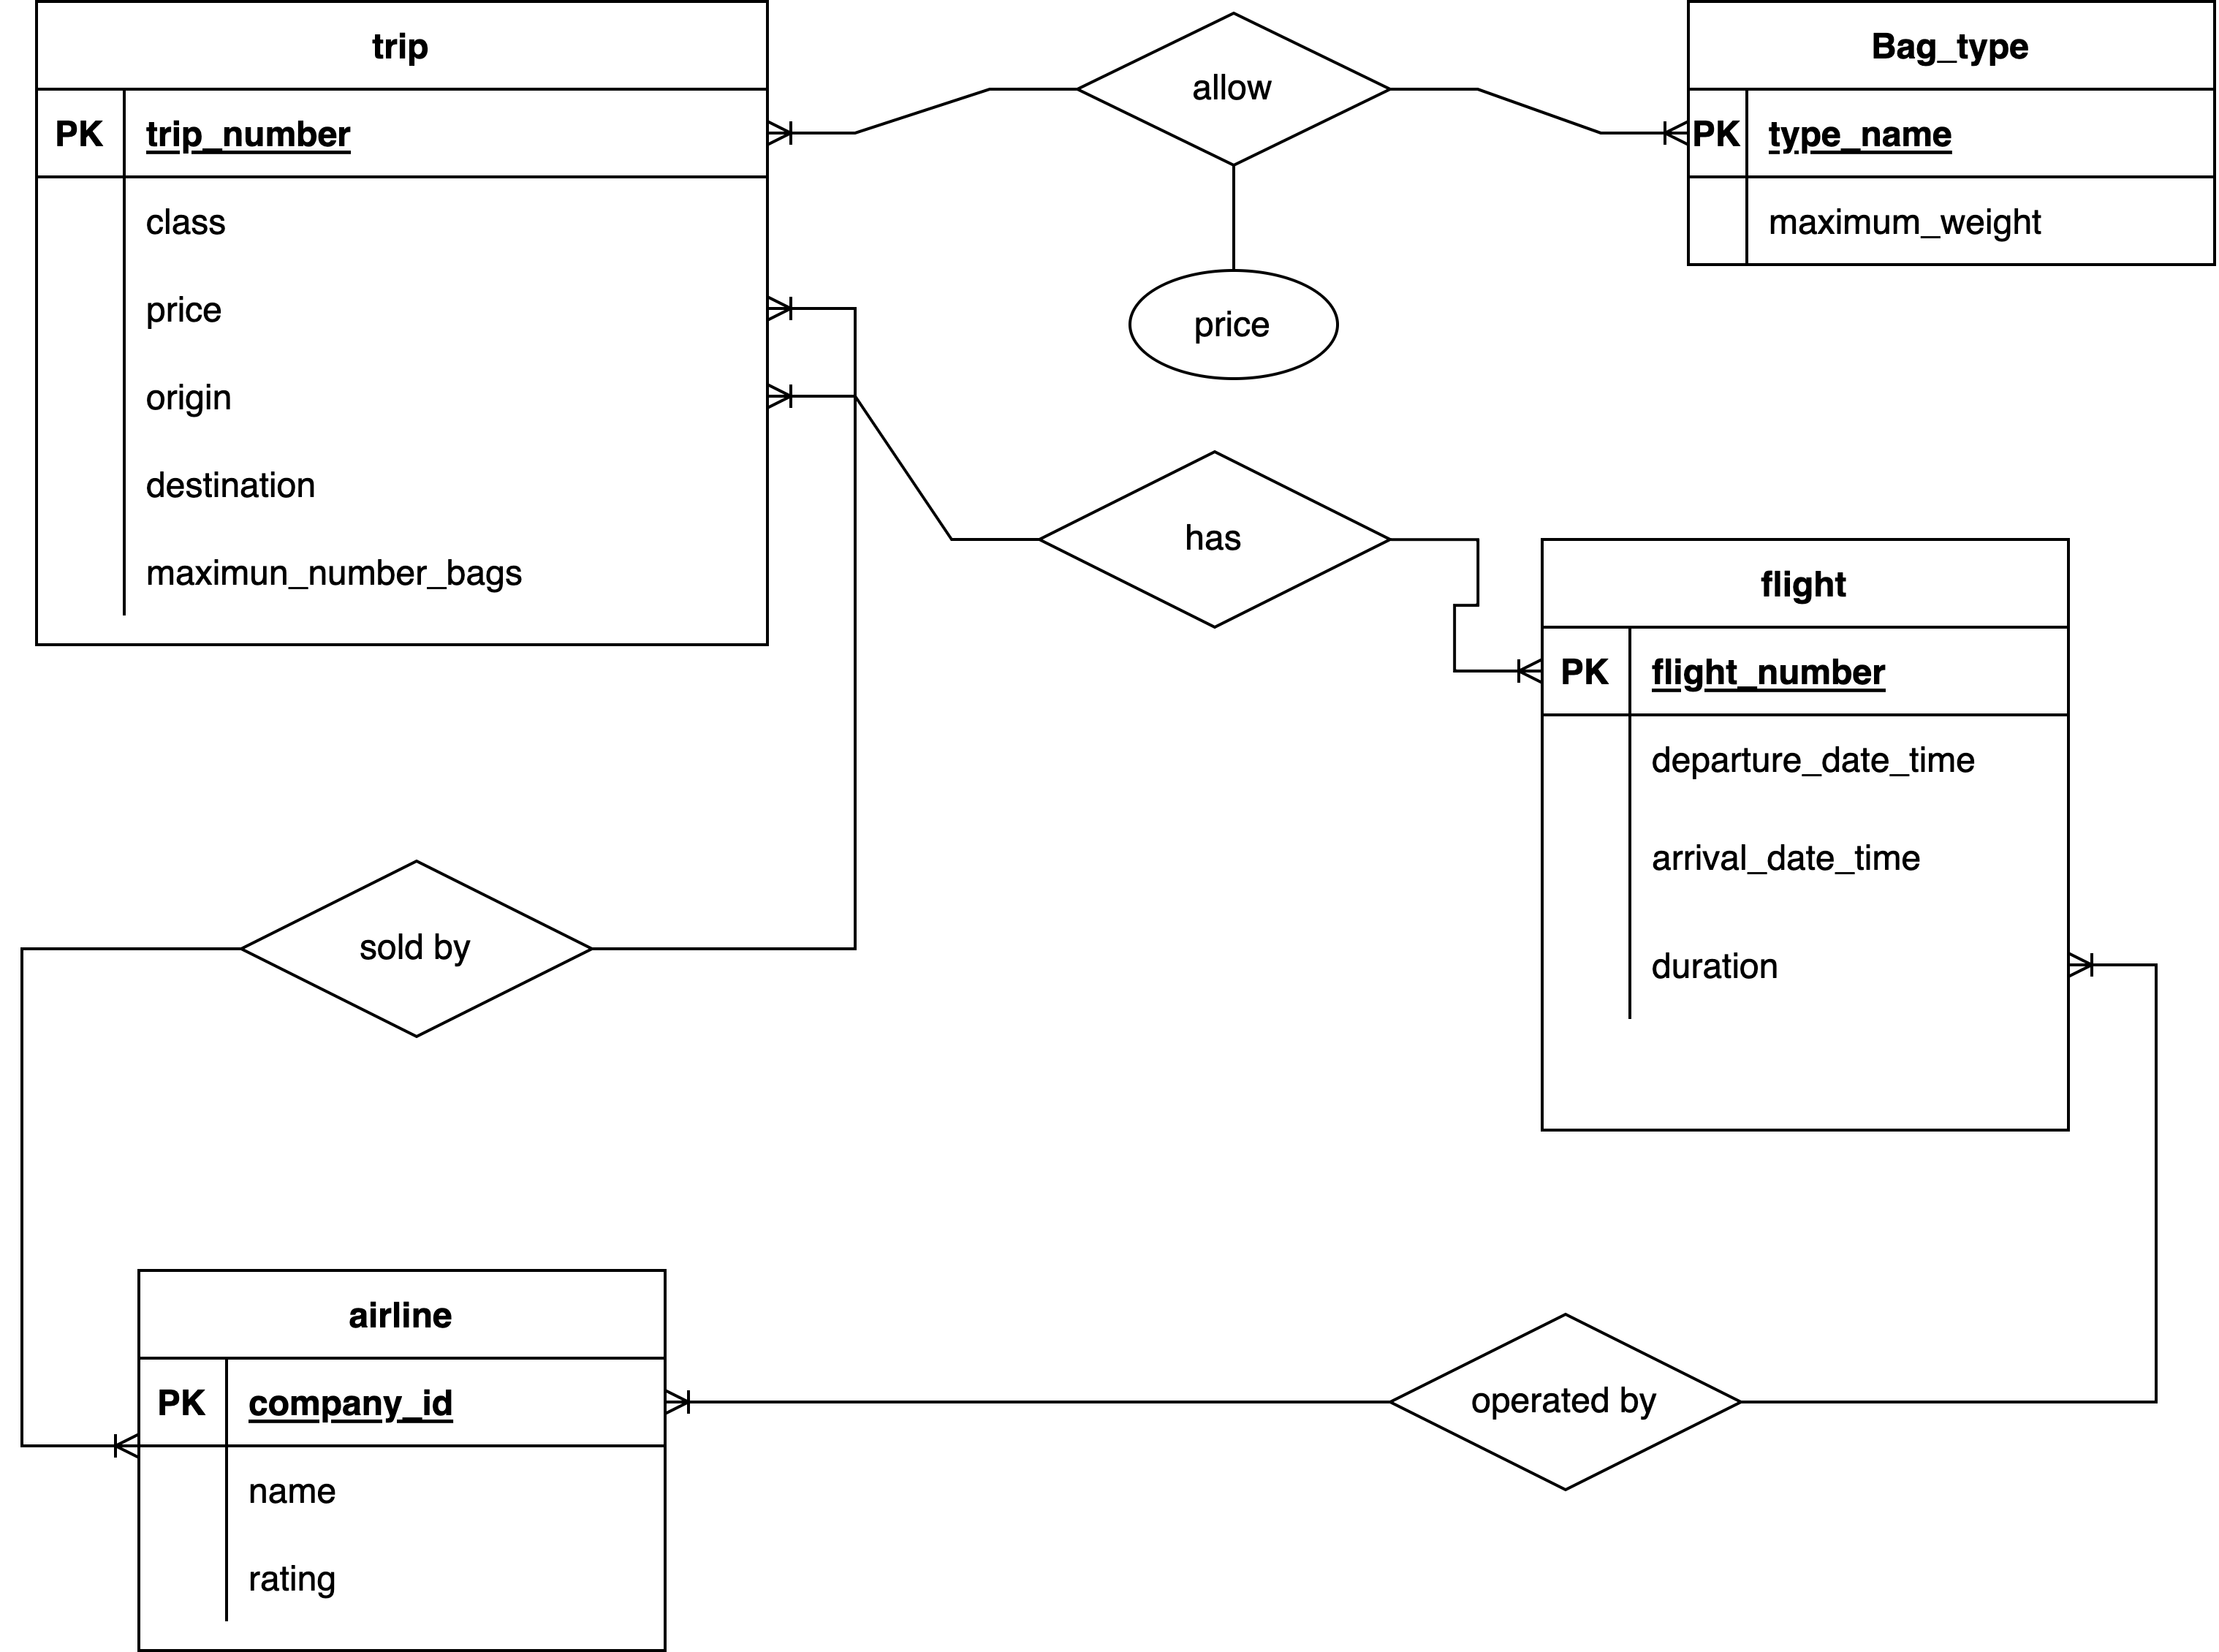 trip
PK trip_number
class
price
origin
destination
maximun_number_bags
allow
price
Bag_type
PK type_name
maximum_weight
has
flight
PK flight_number
departure_date_time
arrival_date_time
duration
sold by
airline
PK company_id
name
rating
operated by